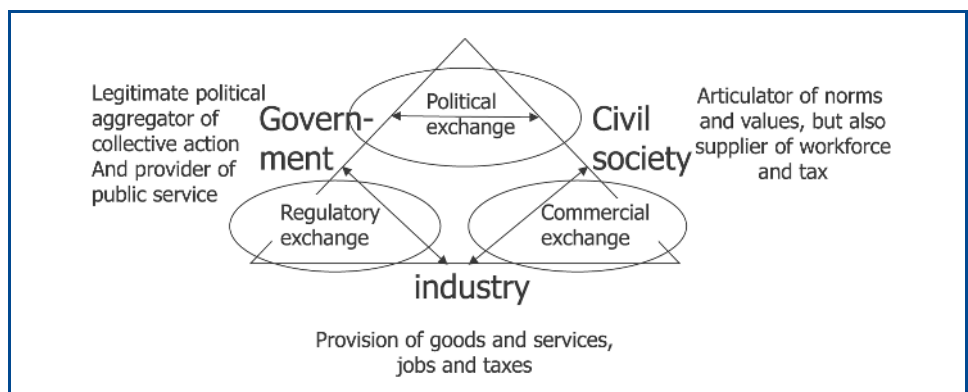 Legitimate political
aggregator of
collective action
And provider of
public service
Govern-
ment
Political
exchange
Civil
society
Articulator of norms
and values, but also
supplier of workforce
and tax
Regulatory
exchange
Commercial
exchange
industry
Provision of goods and services,
jobs and taxes